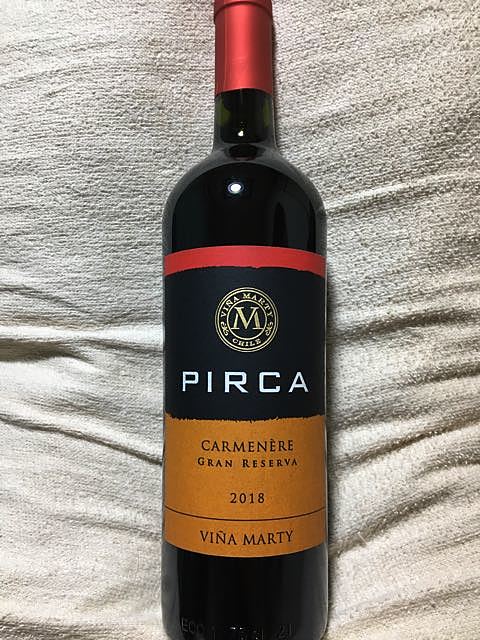 VIÑA MARTY
M
CHILE
PIRCA
CARMENÈRE
GRAN RESERVA
2018
VIÑA MARTY